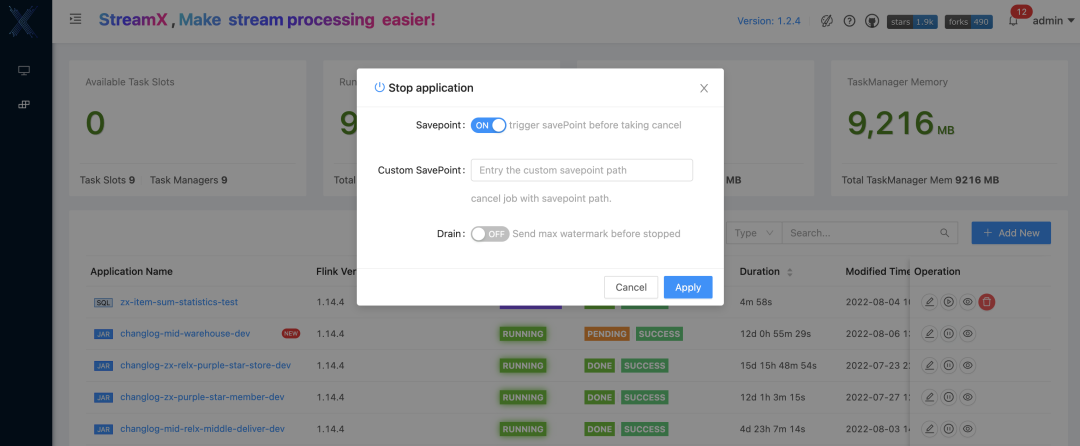 StreamX , Make stream processing easier!
Version: 1.2.4
stars 1.9k
forks 490
12
admin
Available Task Slots
0
Task Slots 9
Task Managers 9
Run
9
Total
MB
TaskManager Memory
9,216 MB
Total TaskManager Mem 9216 MB
Stop application
Savepoint :
ON
trigger savePoint before taking cancel
Custom SavePoint :
Entry the custom savepoint path
cancel job with savepoint path.
Drain :
OFF
Send max watermark before stopped
Cancel
Apply
Type
Search...
+ Add New
Application Name
Flink Ver
Duration
Modified Time
Operation
SQL zx-item-sum-statistics-test
1.14.4
4m 58s
2022-08-04
JAR changlog-mid-warehouse-dev NEW
1.14.4
RUNNING
PENDING SUCCESS
12d 0h 55m 29s
2022-08-06
JAR changlog-zx-relx-purple-star-store-dev
1.14.4
RUNNING
DONE SUCCESS
15d 15h 48m 54s
2022-07-23
JAR changlog-zx-purple-star-member-dev
1.14.4
RUNNING
DONE SUCCESS
12d 1h 3m 15s
2022-07-27
JAR changlog-mid-relx-middle-deliver-dev
1.14.4
RUNNING
DONE SUCCESS
4d 23h 7m 14s
2022-08-03